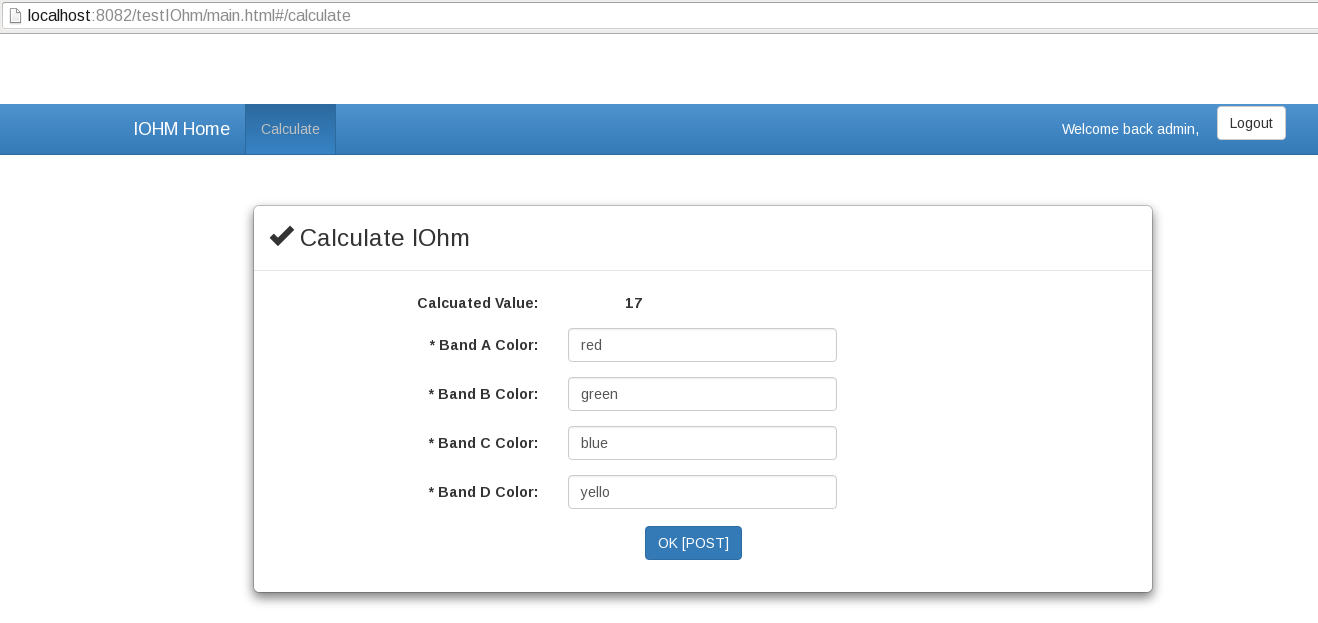 localhost:8082/testIOhm/main.html#/calculate
IOHM Home Calculate Welcome back admin, Logout
Calculate IOhm
Calcuated Value: 17
* Band A Color: red
* Band B Color: green
* Band C Color: blue
* Band D Color: yello
OK [POST]